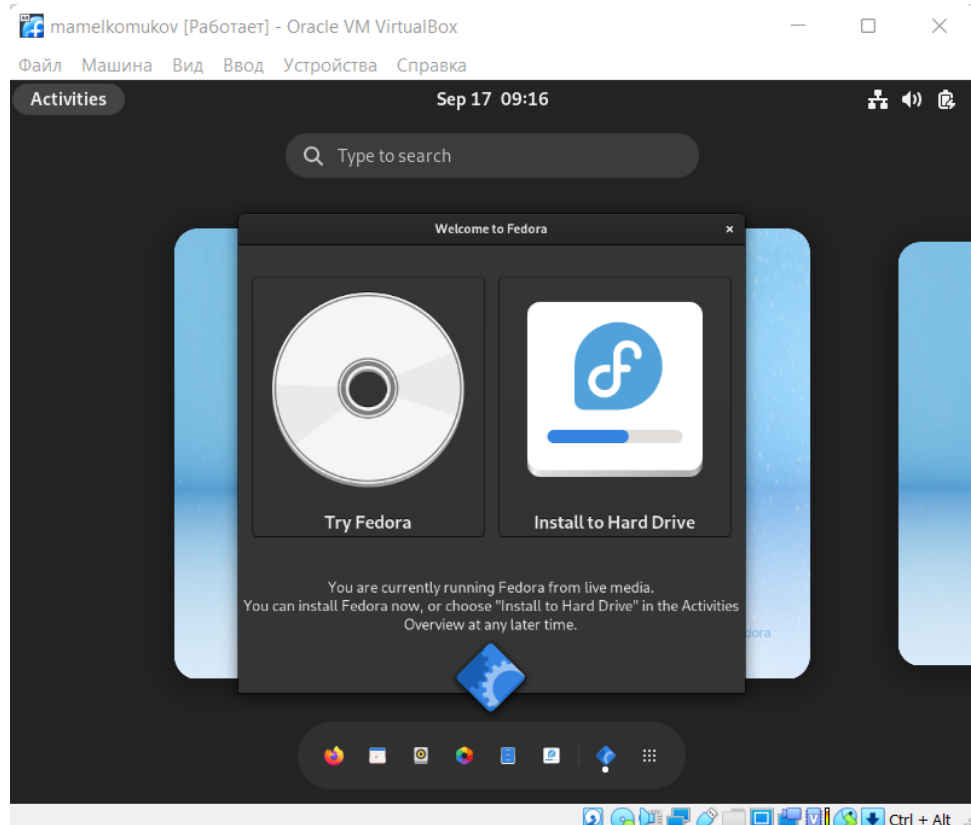 mamelkomukov [Работает] - Oracle VM VirtualBox
Файл Машина Вид Ввод Устройства Справка
Activities
Sep 17 09:16
Type to search
Welcome to Fedora
Try Fedora
Install to Hard Drive
You are currently running Fedora from live media.
You can install Fedora now, or choose "Install to Hard Drive" in the Activities
Overview at any later time.
dora
Ctrl + Alt